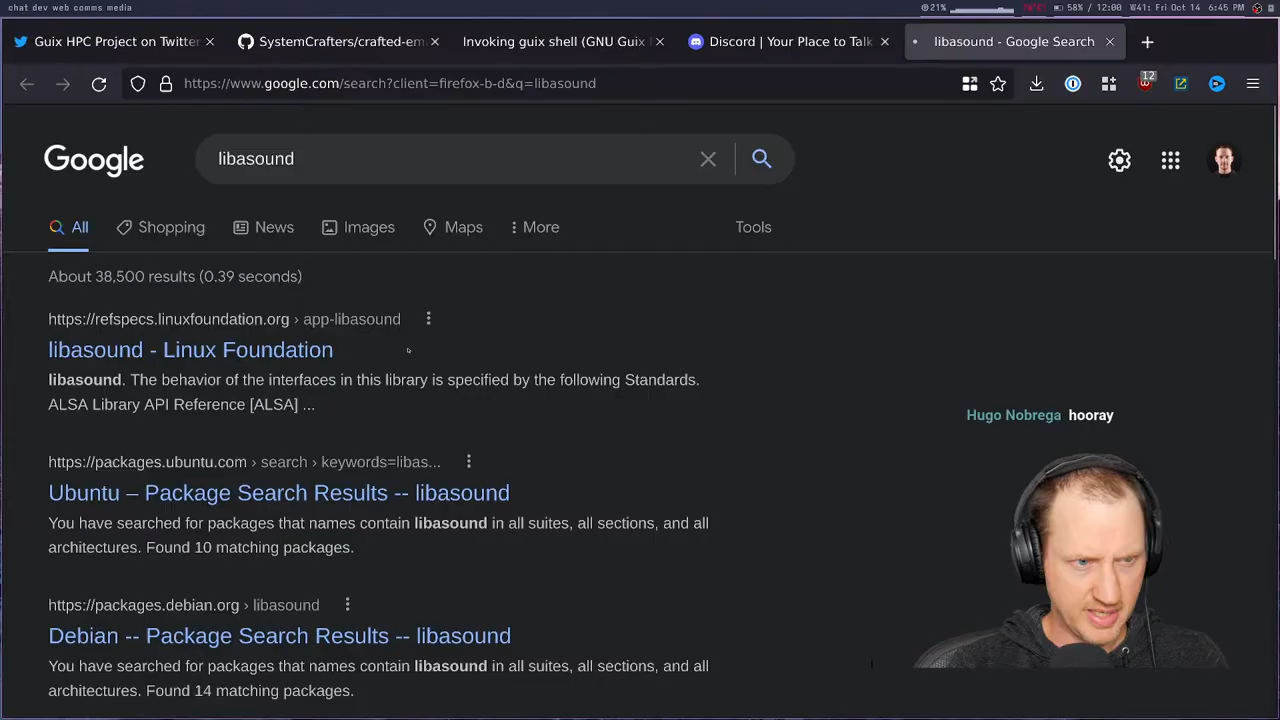 chat dev web comms media
21%
58% / 12:00
W41: Fri Oct 14
6:45 PM
Guix HPC Project on Twitter
SystemCrafters/crafted-em
Invoking guix shell (GNU Guix
Discord | Your Place to Talk
libasound - Google Search
https://www.google.com/search?client=firefox-b-d&q=libasound
12
Google
libasound
All
Shopping
News
Images
Maps
More
Tools
About 38,500 results (0.39 seconds)
https://refspecs.linuxfoundation.org › app-libasound
libasound - Linux Foundation
libasound. The behavior of the interfaces in this library is specified by the following Standards.
ALSA Library API Reference [ALSA] ...
Hugo Nobrega hooray
https://packages.ubuntu.com › search › keywords=libas...
Ubuntu – Package Search Results -- libasound
You have searched for packages that names contain libasound in all suites, all sections, and all
architectures. Found 10 matching packages.
https://packages.debian.org › libasound
Debian -- Package Search Results -- libasound
You have searched for packages that names contain libasound in all suites, all sections, and all
architectures. Found 14 matching packages.